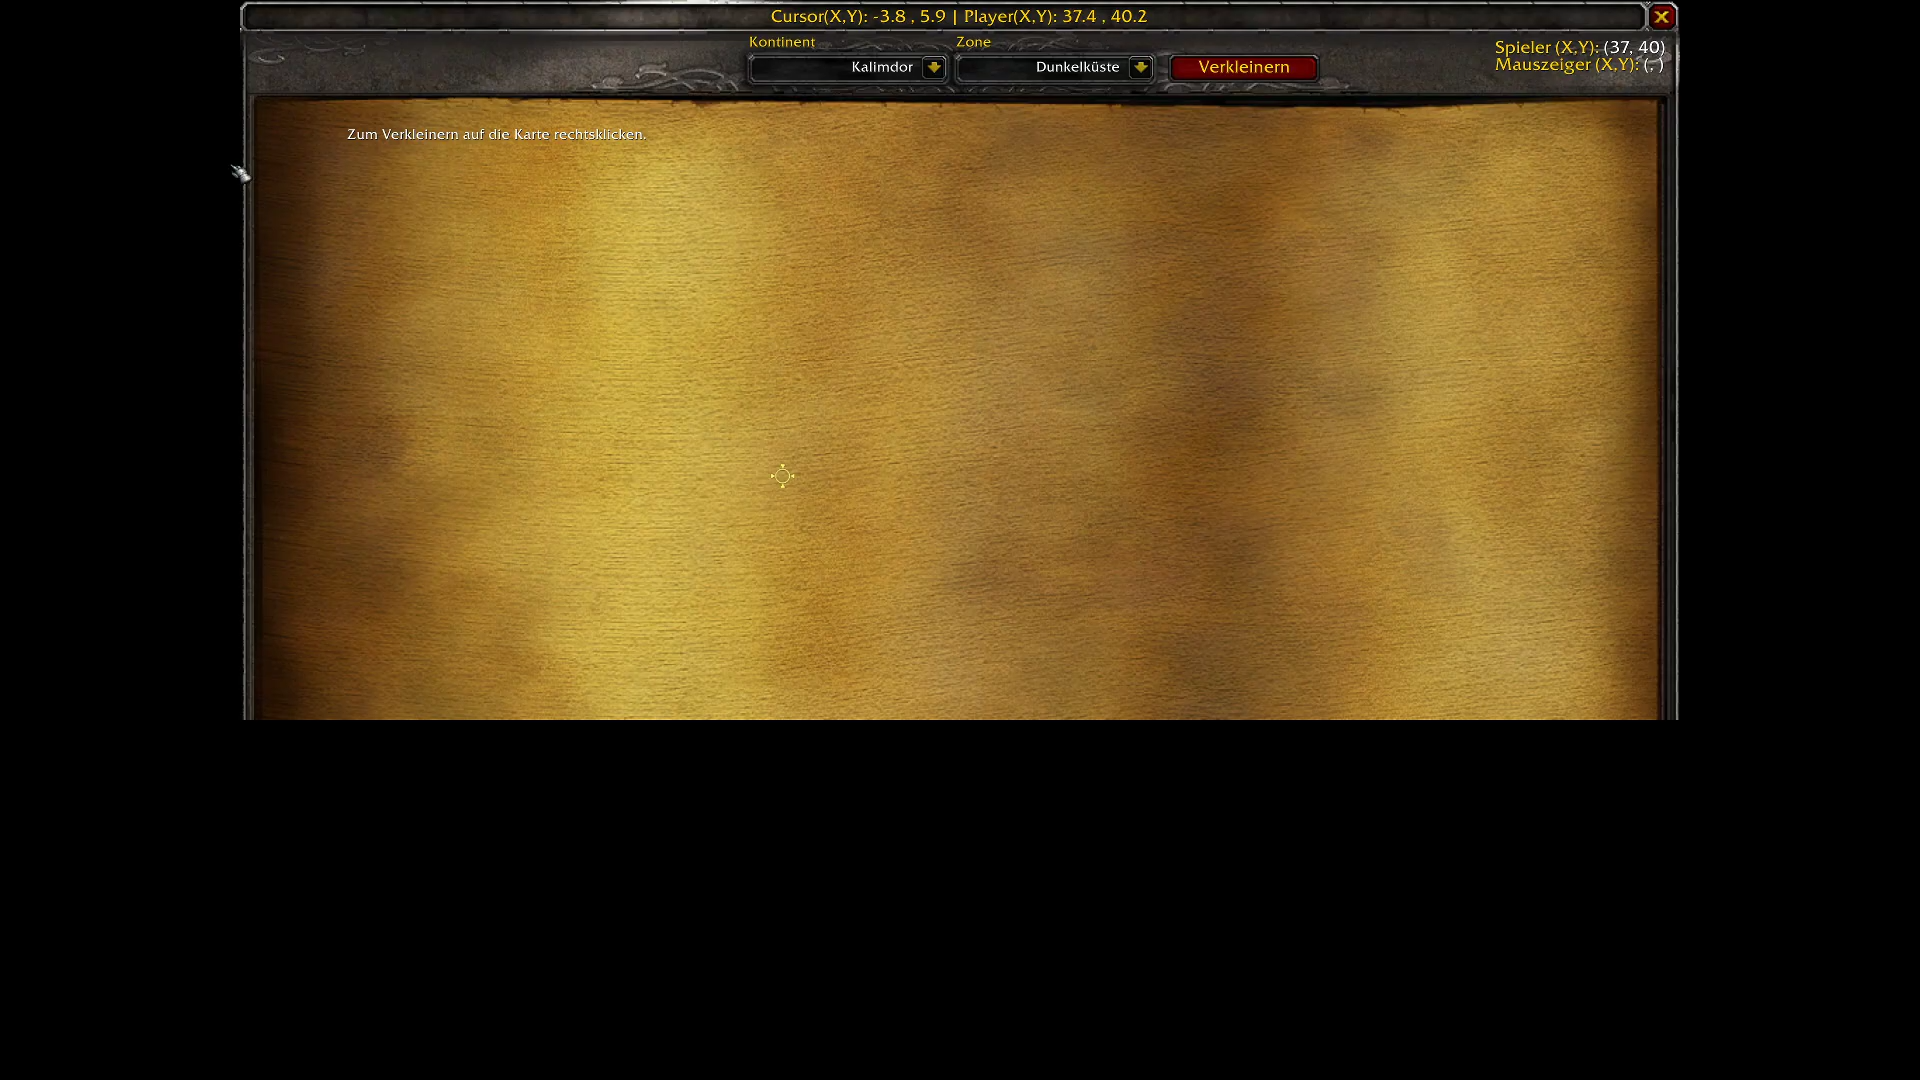 Cursor(X,Y): -3.8 , 5.9 | Player(X,Y): 37.4 , 40.2
Kontinent
Zone
Spieler (X,Y): (37, 40)
Kalimdor
Dunkelküste
Verkleinern
Mauszeiger (X,Y): (, )
Zum Verkleinern auf die Karte rechtsklicken.